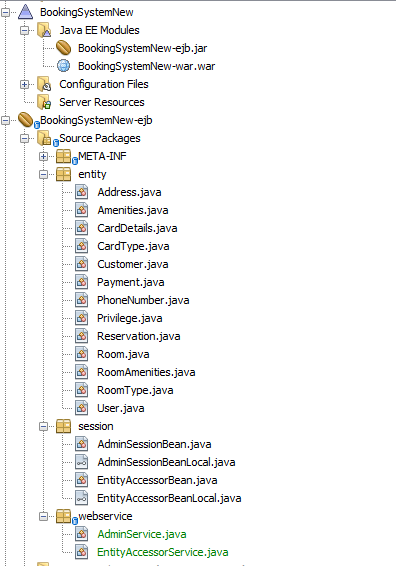 BookingSystemNew
Java EE Modules
BookingSystemNew-ejb.jar
BookingSystemNew-war.war
Configuration Files
Server Resources
BookingSystemNew-ejb
Source Packages
META-INF
entity
Address.java
Amenities.java
CardDetails.java
CardType.java
Customer.java
Payment.java
PhoneNumber.java
Privilege.java
Reservation.java
Room.java
RoomAmenities.java
RoomType.java
User.java
session
AdminSessionBean.java
AdminSessionBeanLocal.java
EntityAccessorBean.java
EntityAccessorBeanLocal.java
webservice
AdminService.java
EntityAccessorService.java